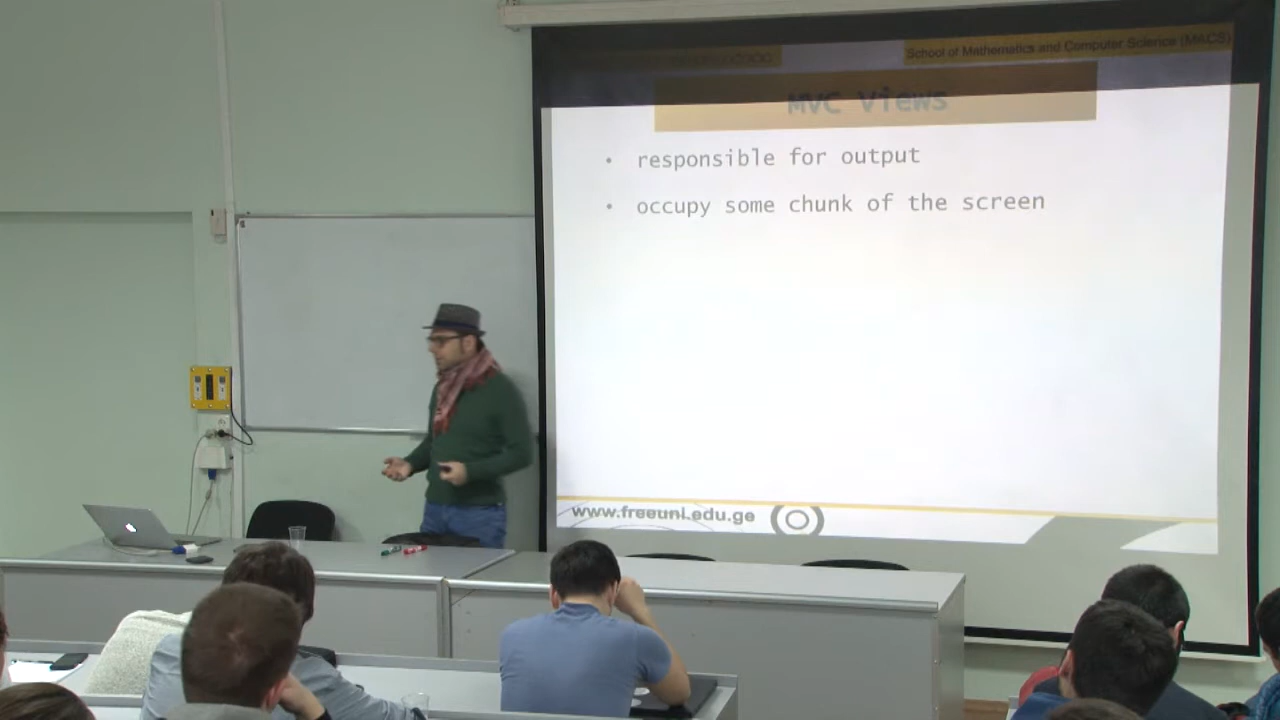 School of Mathematics and Computer Science (MACS)
MVC Views
• responsible for output
• occupy some chunk of the screen
www.freeuni.edu.ge